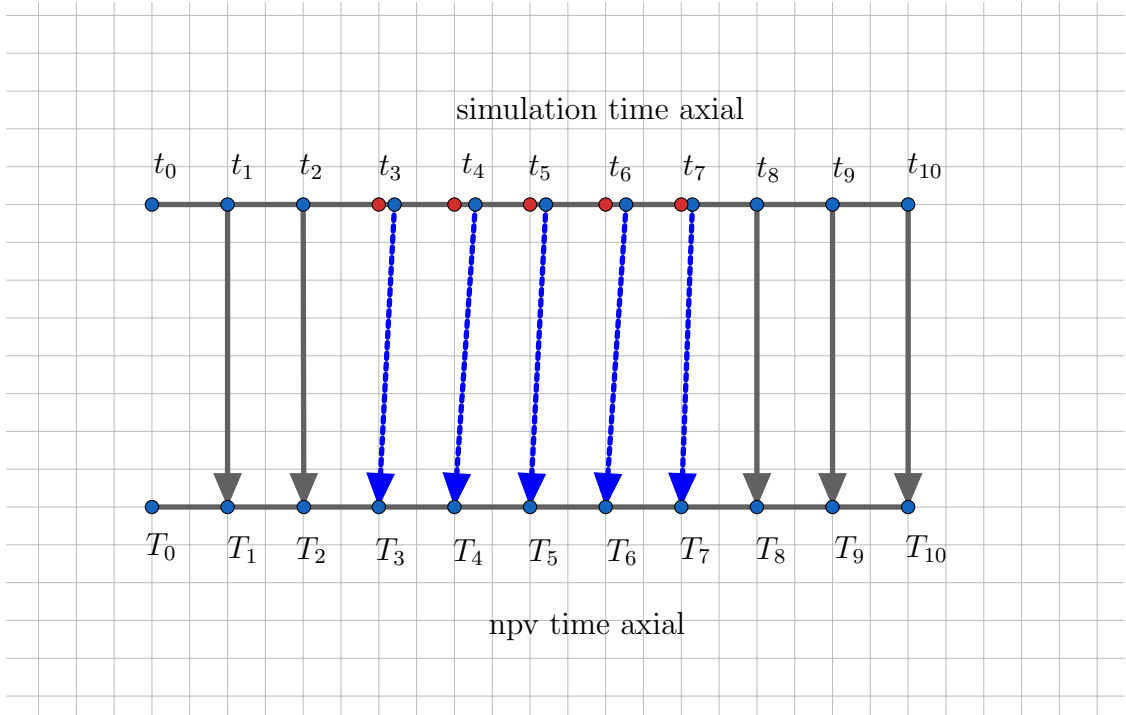 simulation time axial
t₀ t₁ t₂ t₃ t₄ t₅ t₆ t₇ t₈ t₉ t₁₀
T₀ T₁ T₂ T₃ T₄ T₅ T₆ T₇ T₈ T₉ T₁₀
npv time axial